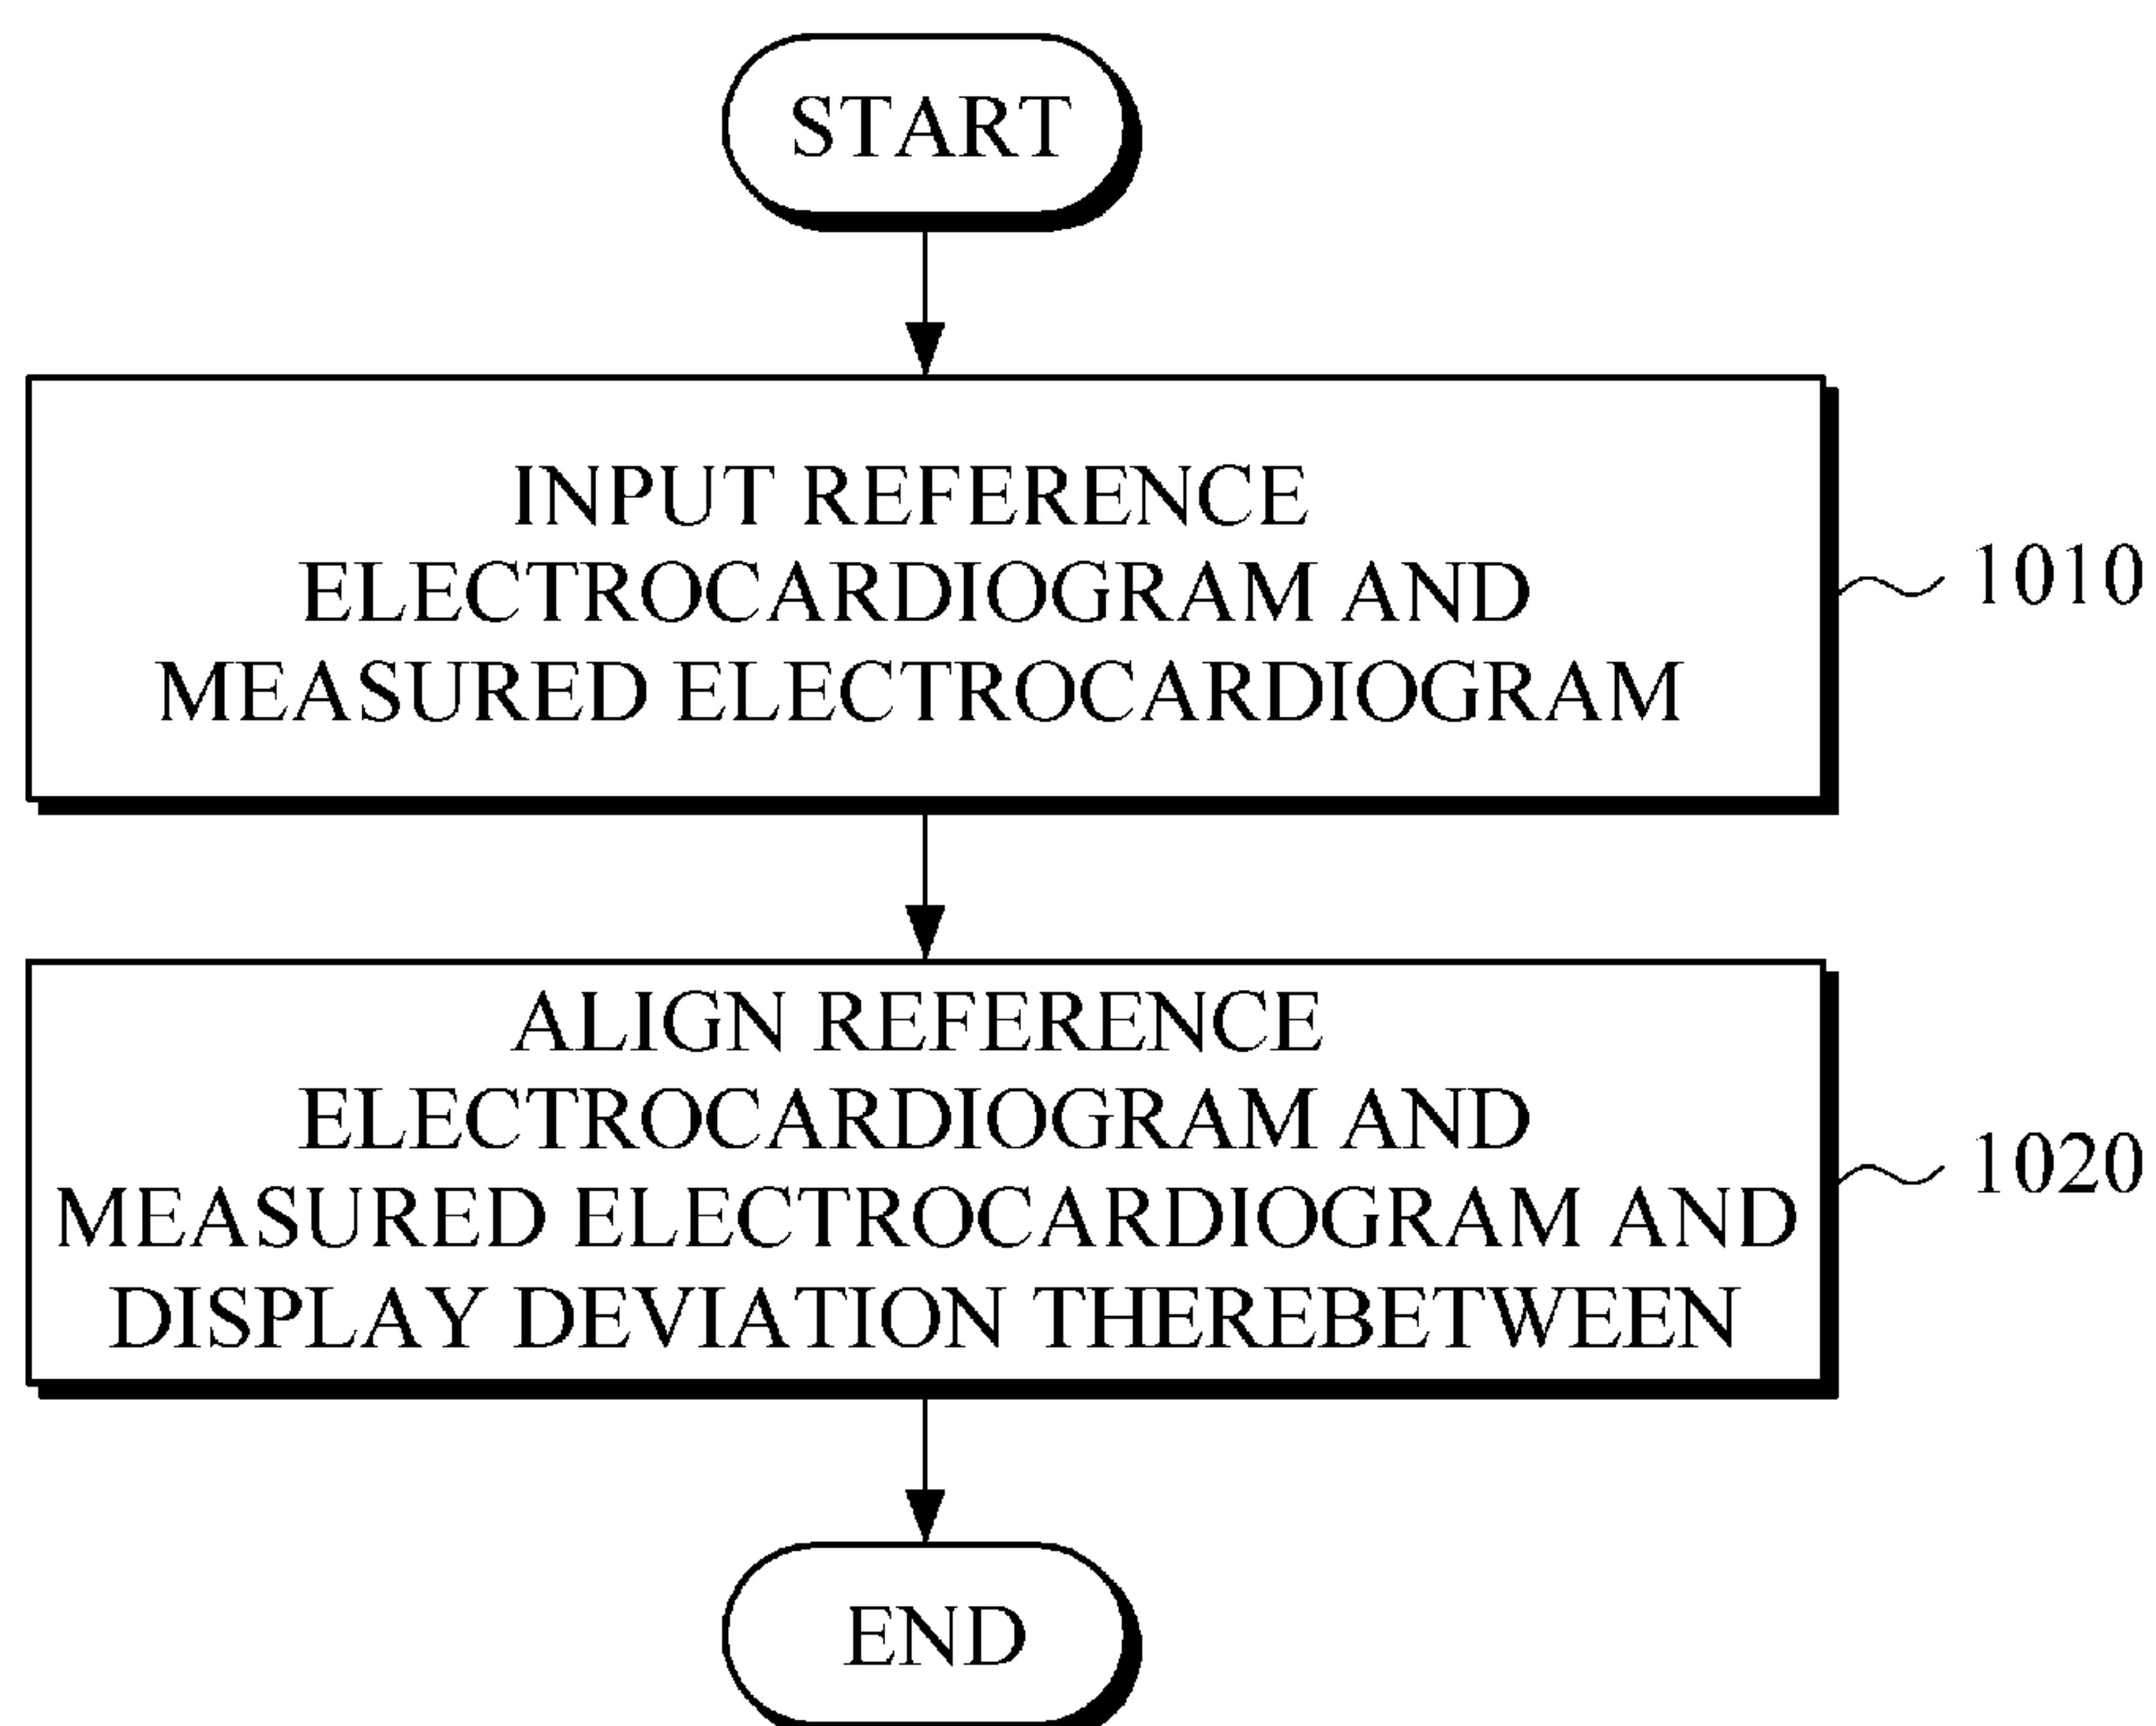 START
INPUT REFERENCE
ELECTROCARDIOGRAM AND
MEASURED ELECTROCARDIOGRAM
1010
ALIGN REFERENCE
ELECTROCARDIOGRAM AND
MEASURED ELECTROCARDIOGRAM AND
DISPLAY DEVIATION THEREBETWEEN
1020
END